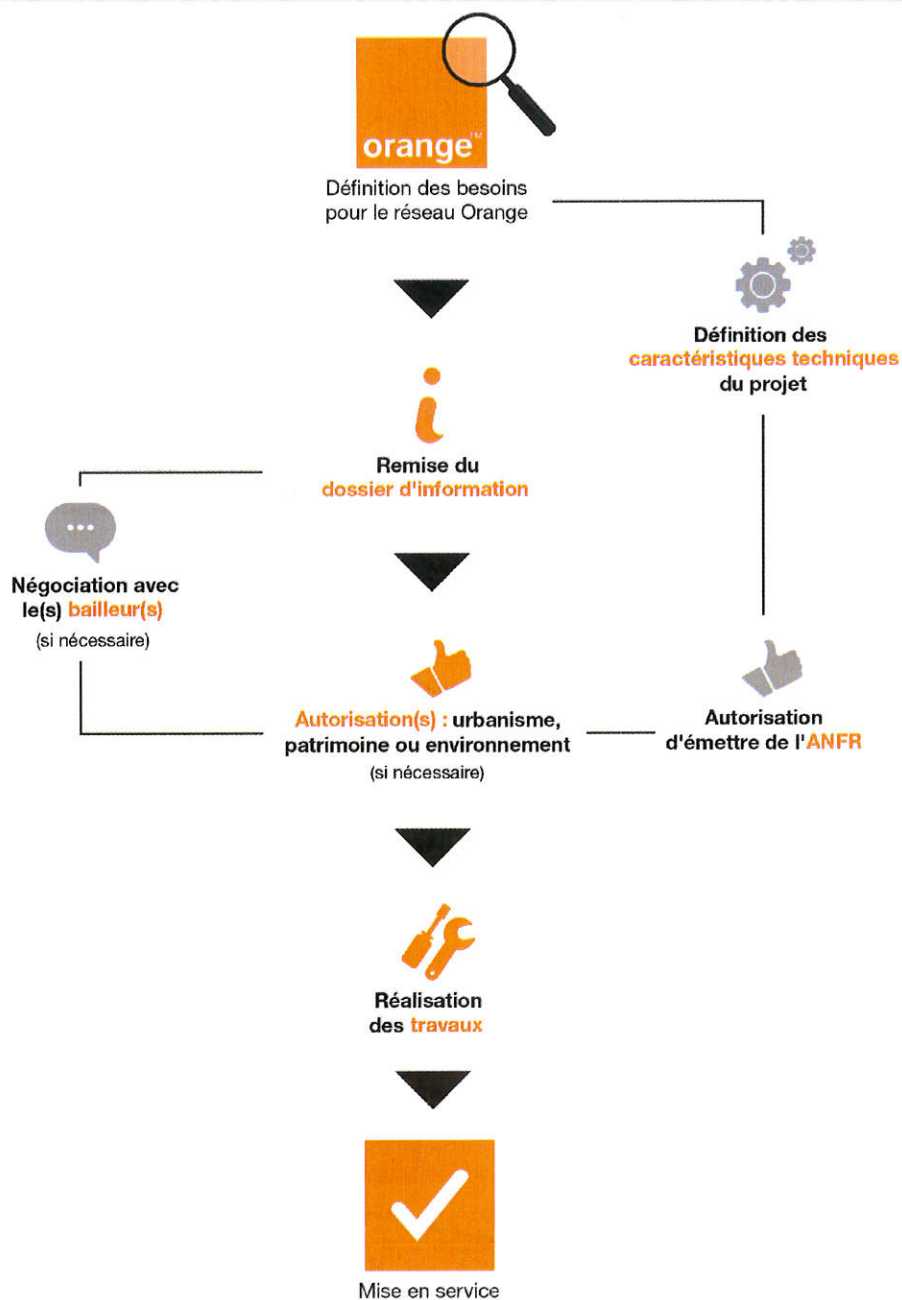 orange™
Définition des besoins
pour le réseau Orange
Définition des
caractéristiques techniques
du projet
Remise du
dossier d'information
Négociation avec
le(s) bailleur(s)
(si nécessaire)
Autorisation(s) : urbanisme,
patrimoine ou environnement
(si nécessaire)
Autorisation
d'émettre de l'ANFR
Réalisation
des travaux
Mise en service